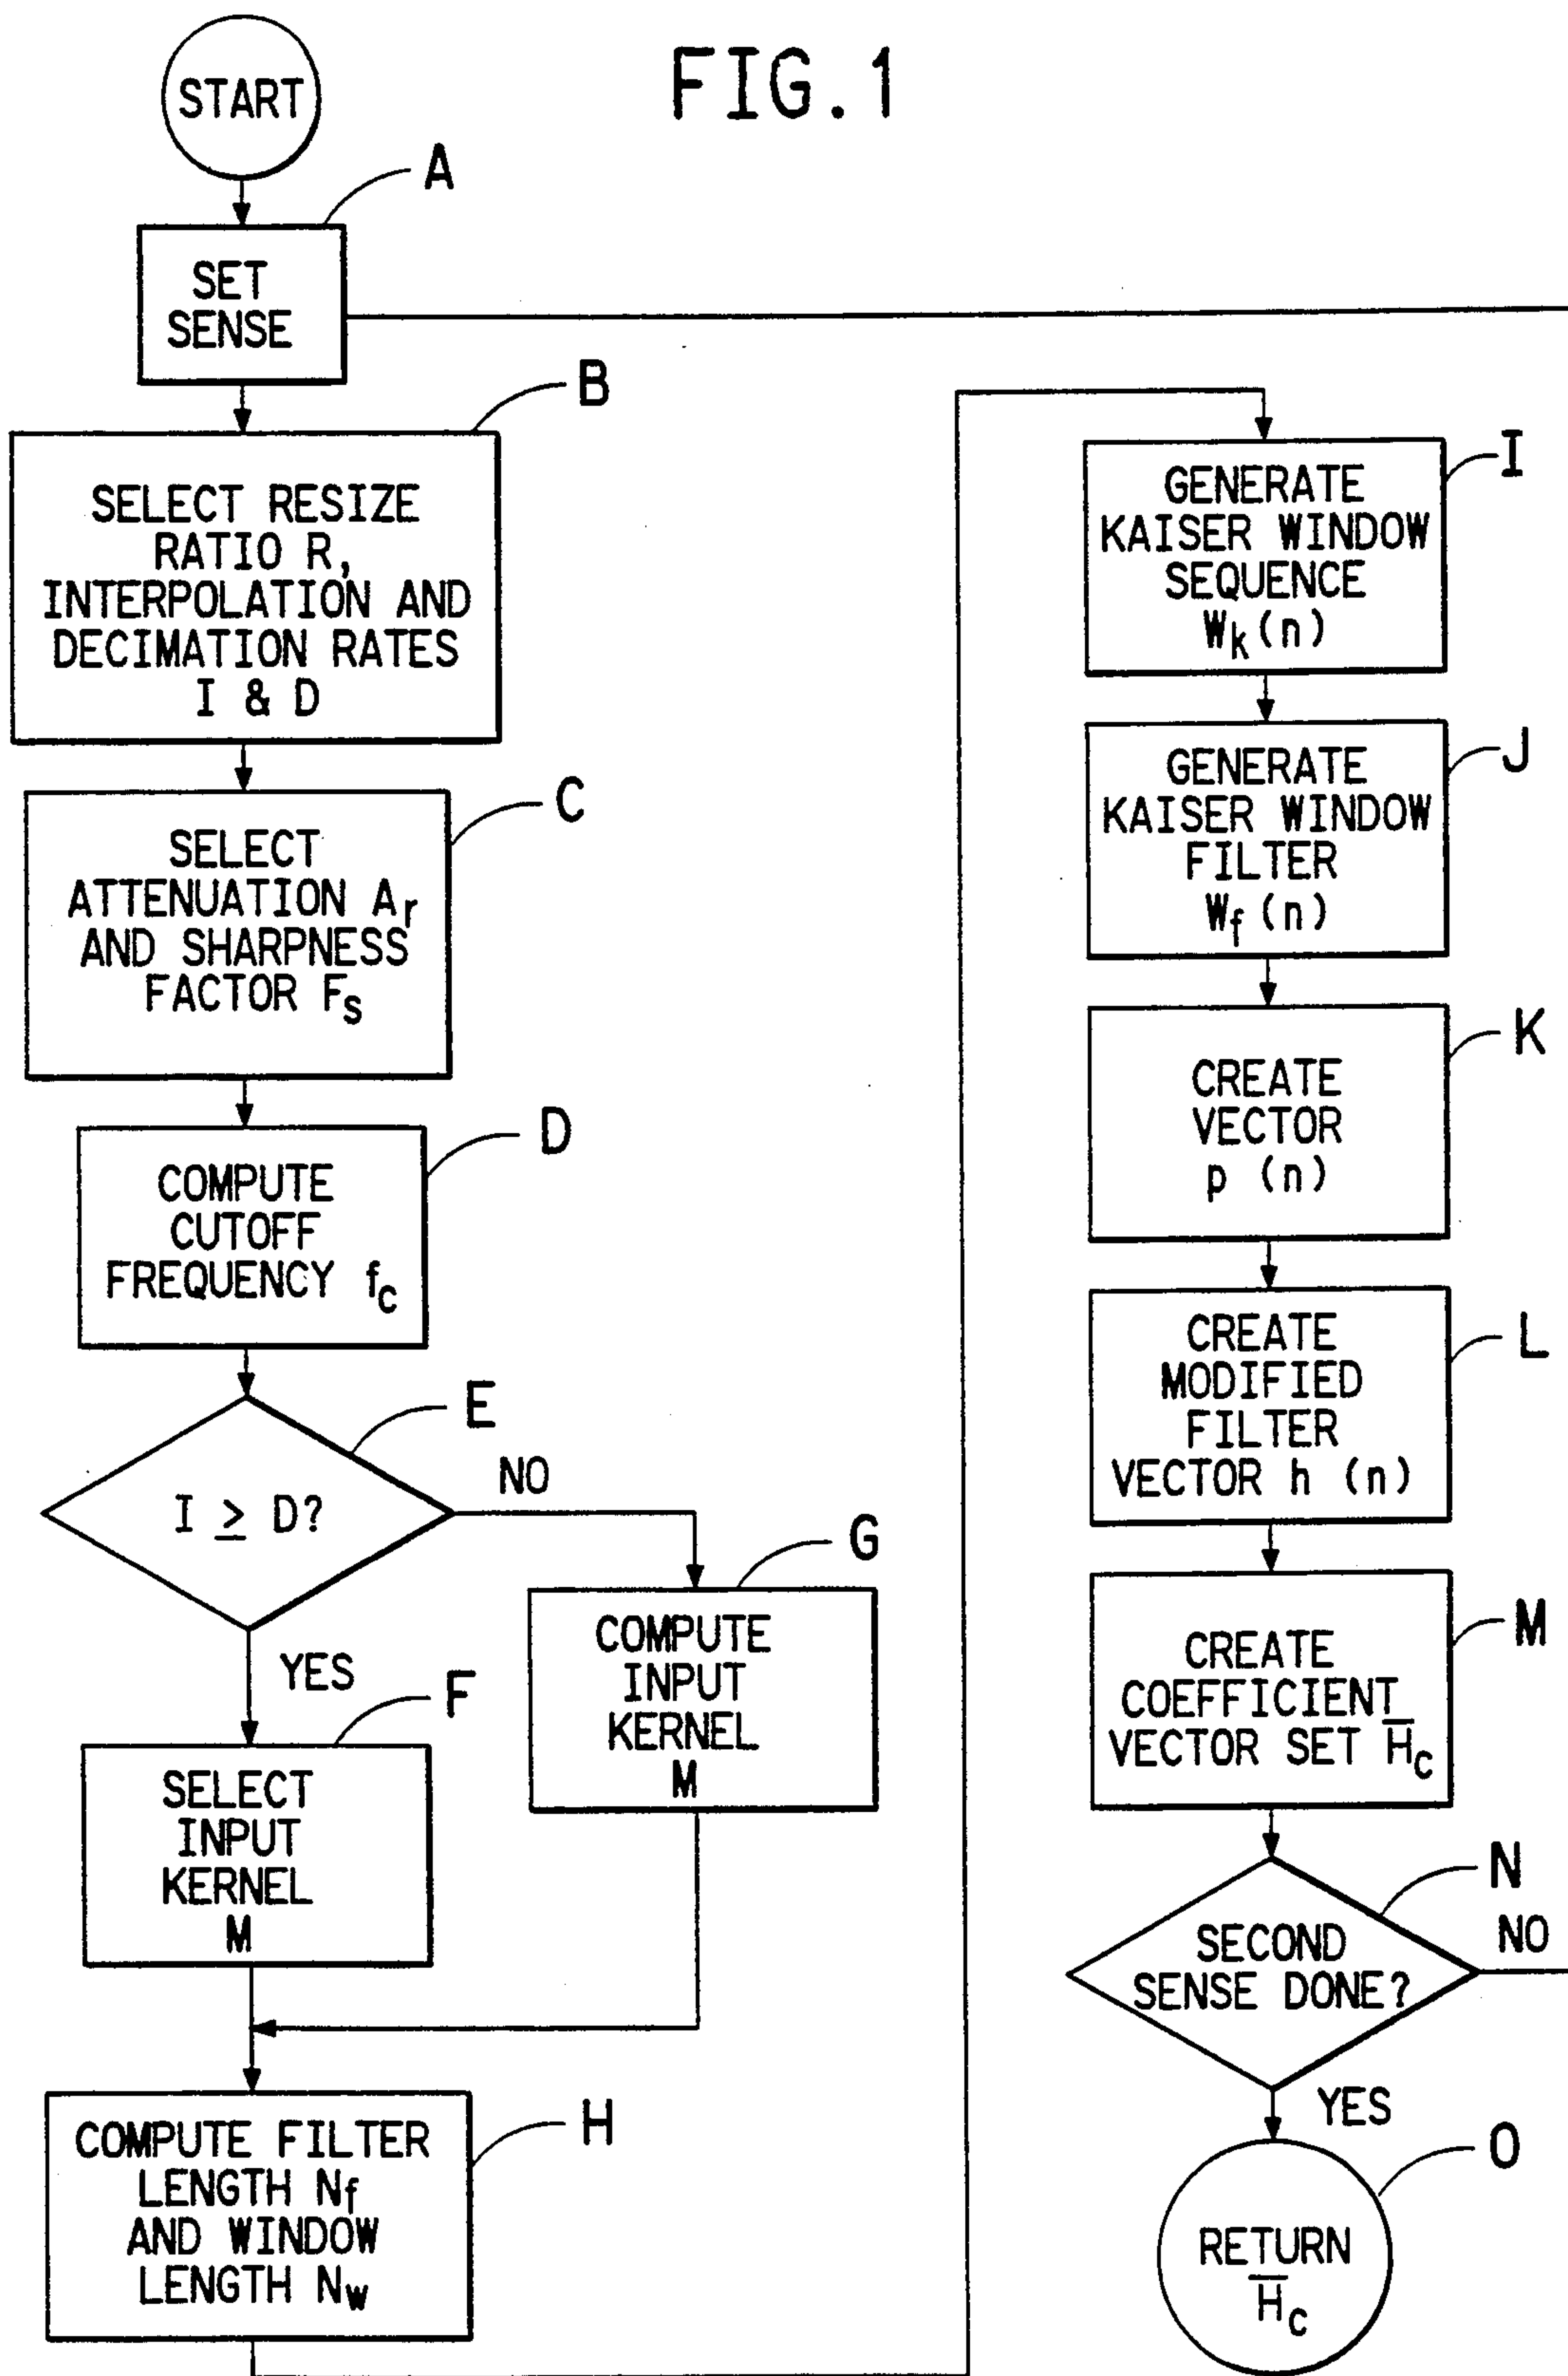 FIG.1
START
A
SET
SENSE
B
SELECT RESIZE
RATIO R,
INTERPOLATION AND
DECIMATION RATES
I & D
C
SELECT
ATTENUATION Ar
AND SHARPNESS
FACTOR Fs
D
COMPUTE
CUTOFF
FREQUENCY fc
E
I ≥ D?
NO
YES
G
COMPUTE
INPUT
KERNEL
M
F
SELECT
INPUT
KERNEL
M
H
COMPUTE FILTER
LENGTH Nf
AND WINDOW
LENGTH Nw
I
GENERATE
KAISER WINDOW
SEQUENCE
Wk(n)
J
GENERATE
KAISER WINDOW
FILTER
Wf(n)
K
CREATE
VECTOR
p (n)
L
CREATE
MODIFIED
FILTER
VECTOR h (n)
M
CREATE
COEFFICIENT
VECTOR SET H̅c
N
SECOND
SENSE DONE?
NO
YES
O
RETURN
H̅c